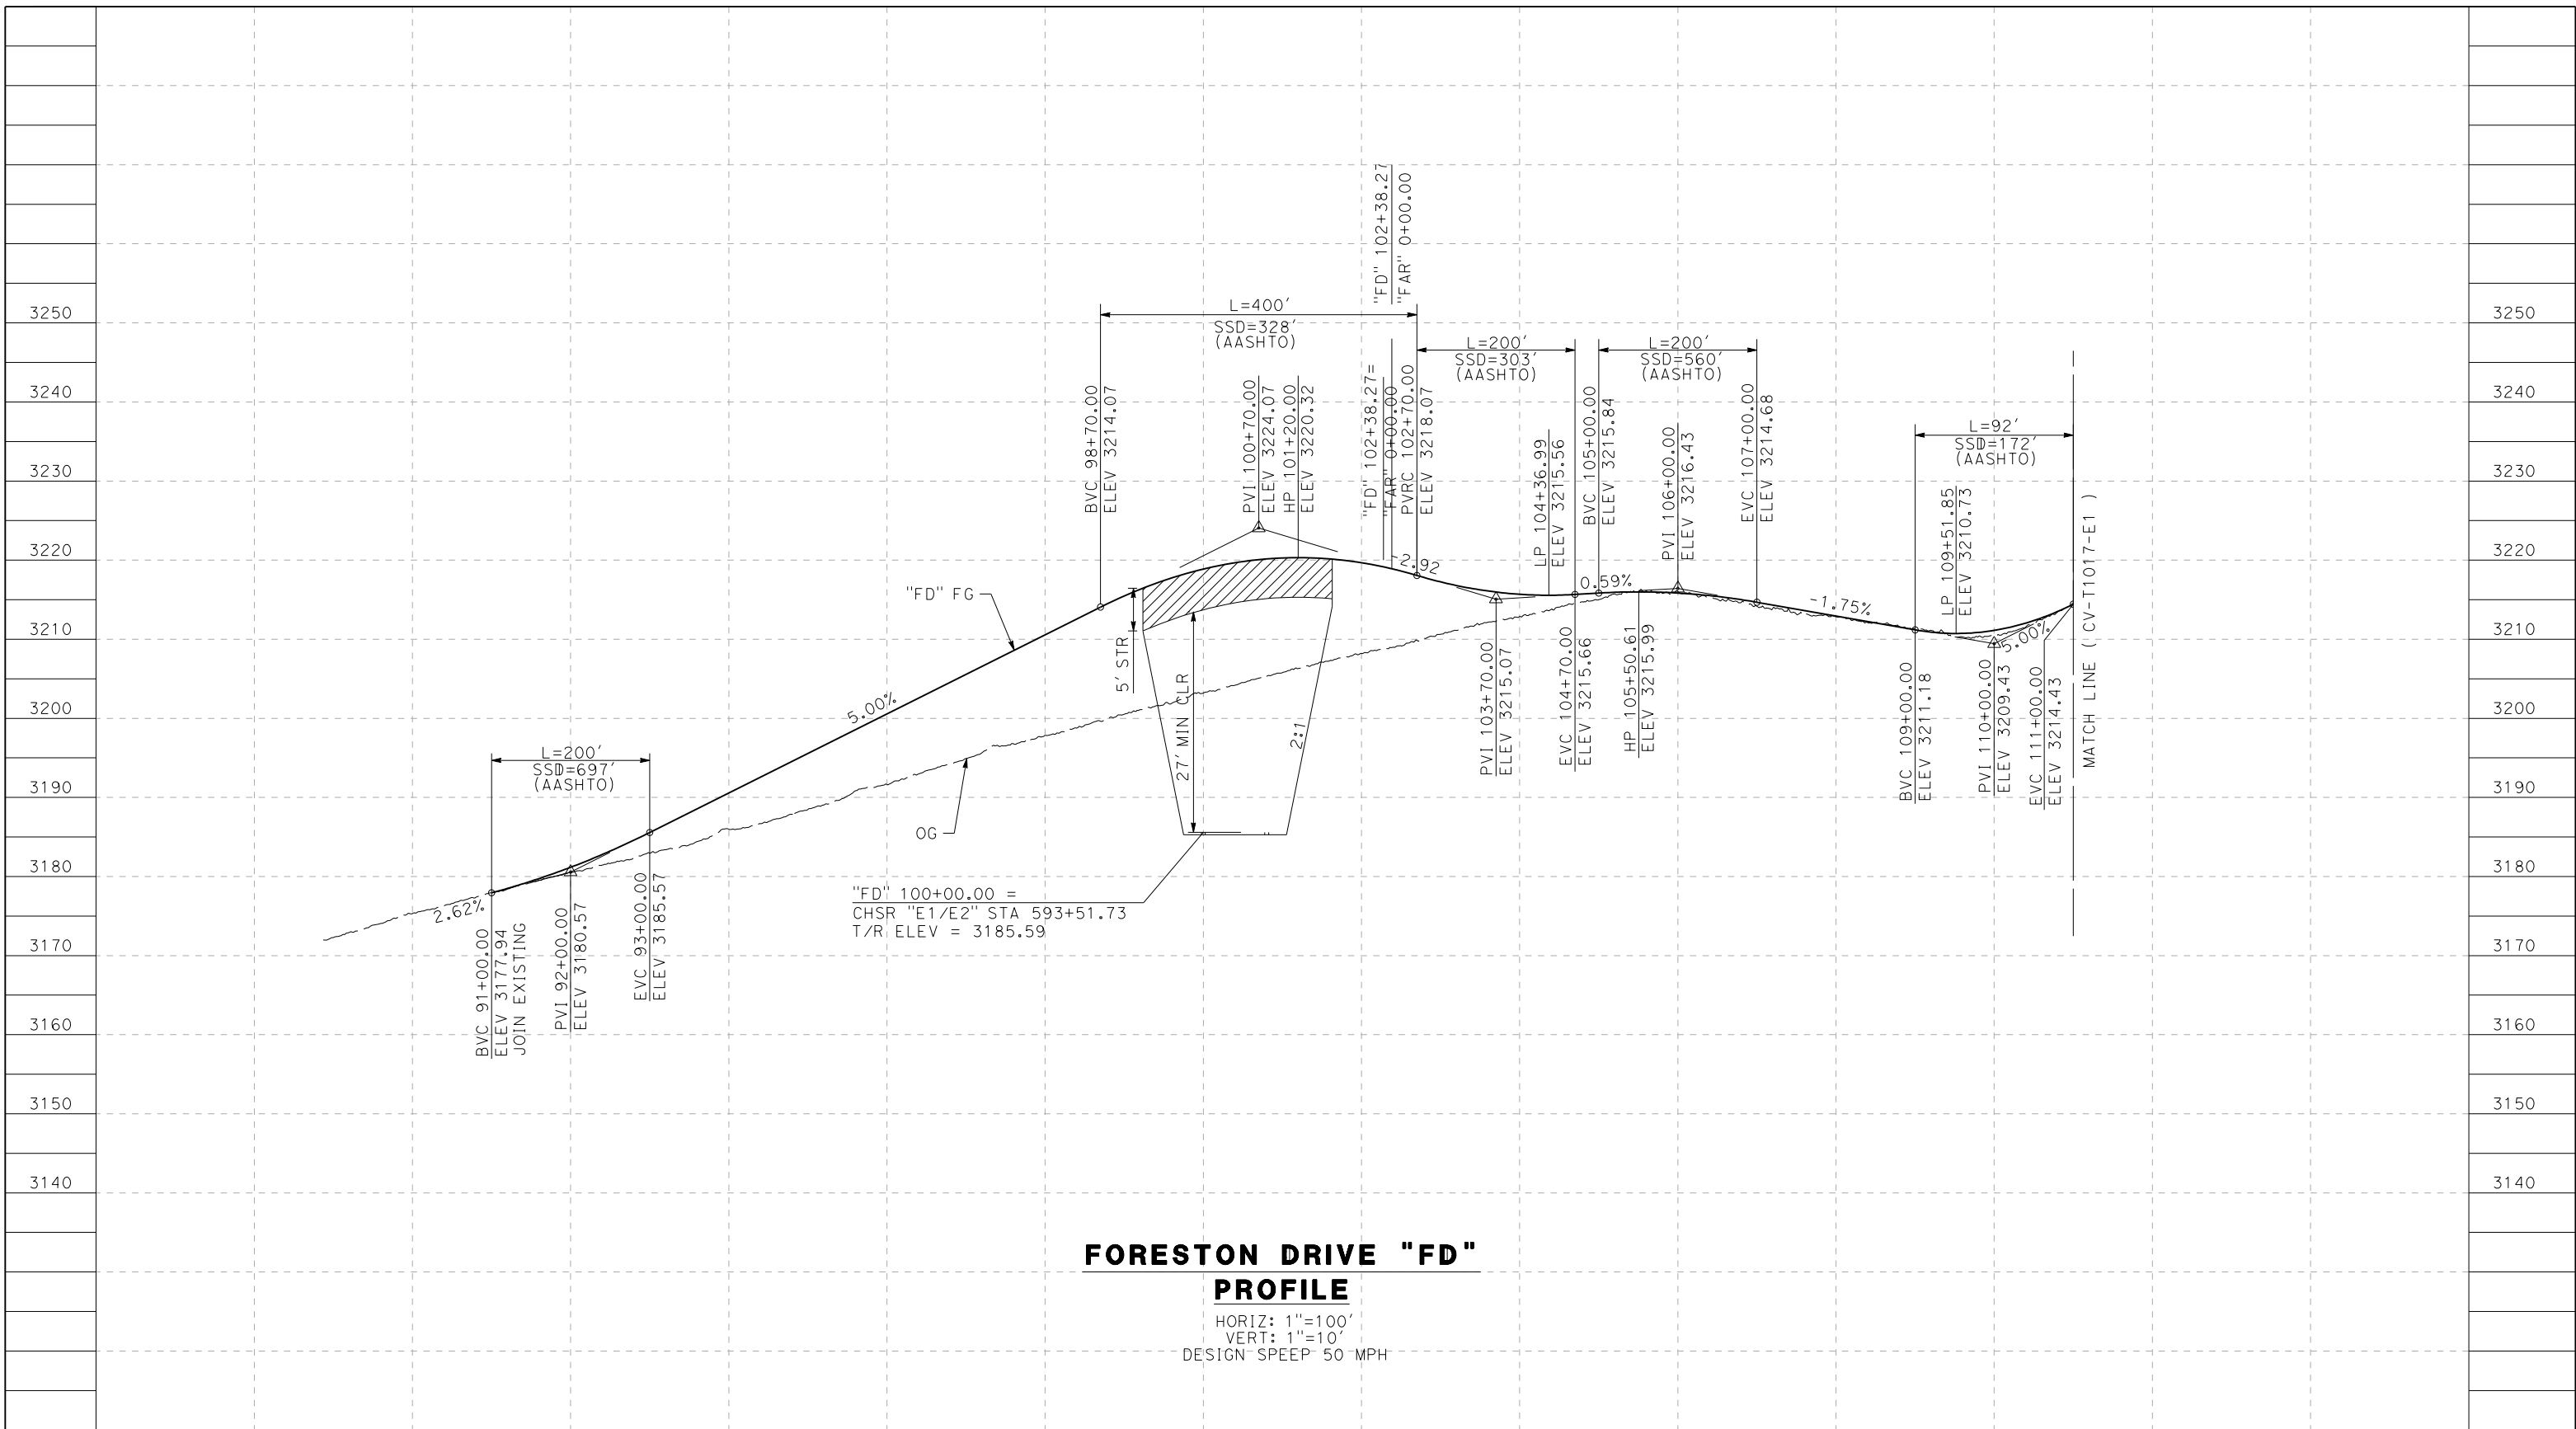 3250
3240
3230
3220
3210
3200
3190
3180
3170
3160
3150
3140
2.62%
BVC 91+00.00
ELEV 3177.94
JOIN EXISTING
L=200'
SSD=697'
(AASHTO)
PVI 92+00.00
ELEV 3180.57
EVC 93+00.00
ELEV 3185.57
5.00%
"FD" FG
OG
"FD" 100+00.00 =
CHSR "E1/E2" STA 593+51.73
T/R ELEV = 3185.59
BVC 98+70.00
ELEV 3214.07
L=400'
SSD=328'
(AASHTO)
5' STR
27' MIN CLR
2:1
PVI 100+70.00
ELEV 3224.07
HP 101+20.00
ELEV 3220.32
"FD" 102+38.27
"FAR" 0+00.00
"FD" 102+38.27=
"FAR" 0+00.00
PVRC 102+70.00
ELEV 3218.07
-2.92
L=200'
SSD=303'
(AASHTO)
PVI 103+70.00
ELEV 3215.07
LP 104+36.99
ELEV 3215.56
EVC 104+70.00
ELEV 3215.66
0.59%
BVC 105+00.00
ELEV 3215.84
L=200'
SSD=560'
(AASHTO)
HP 105+50.61
ELEV 3215.99
PVI 106+00.00
ELEV 3216.43
EVC 107+00.00
ELEV 3214.68
-1.75%
BVC 109+00.00
ELEV 3211.18
L=92'
SSD=172'
(AASHTO)
LP 109+51.85
ELEV 3210.73
PVI 110+00.00
ELEV 3209.43
5.00%
EVC 111+00.00
ELEV 3214.43
MATCH LINE ( CV-T1017-E1 )
3250
3240
3230
3220
3210
3200
3190
3180
3170
3160
3150
3140
FORESTON DRIVE "FD"
PROFILE
HORIZ: 1"=100'
VERT: 1"=10'
DESIGN SPEEP 50 MPH